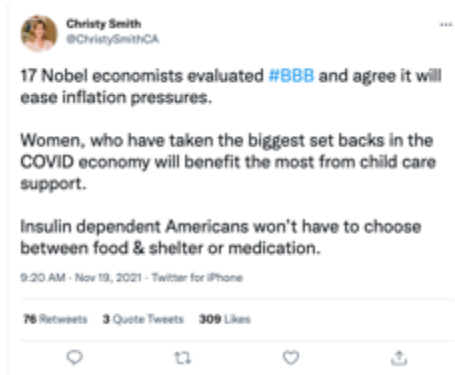 Christy Smith
@ChristySmithCA
17 Nobel economists evaluated #BBB and agree it will
ease inflation pressures.
Women, who have taken the biggest set backs in the
COVID economy will benefit the most from child care
support.
Insulin dependent Americans won't have to choose
between food & shelter or medication.
9:20 AM · Nov 19, 2021 · Twitter for iPhone
76 Retweets 3 Quote Tweets 309 Likes